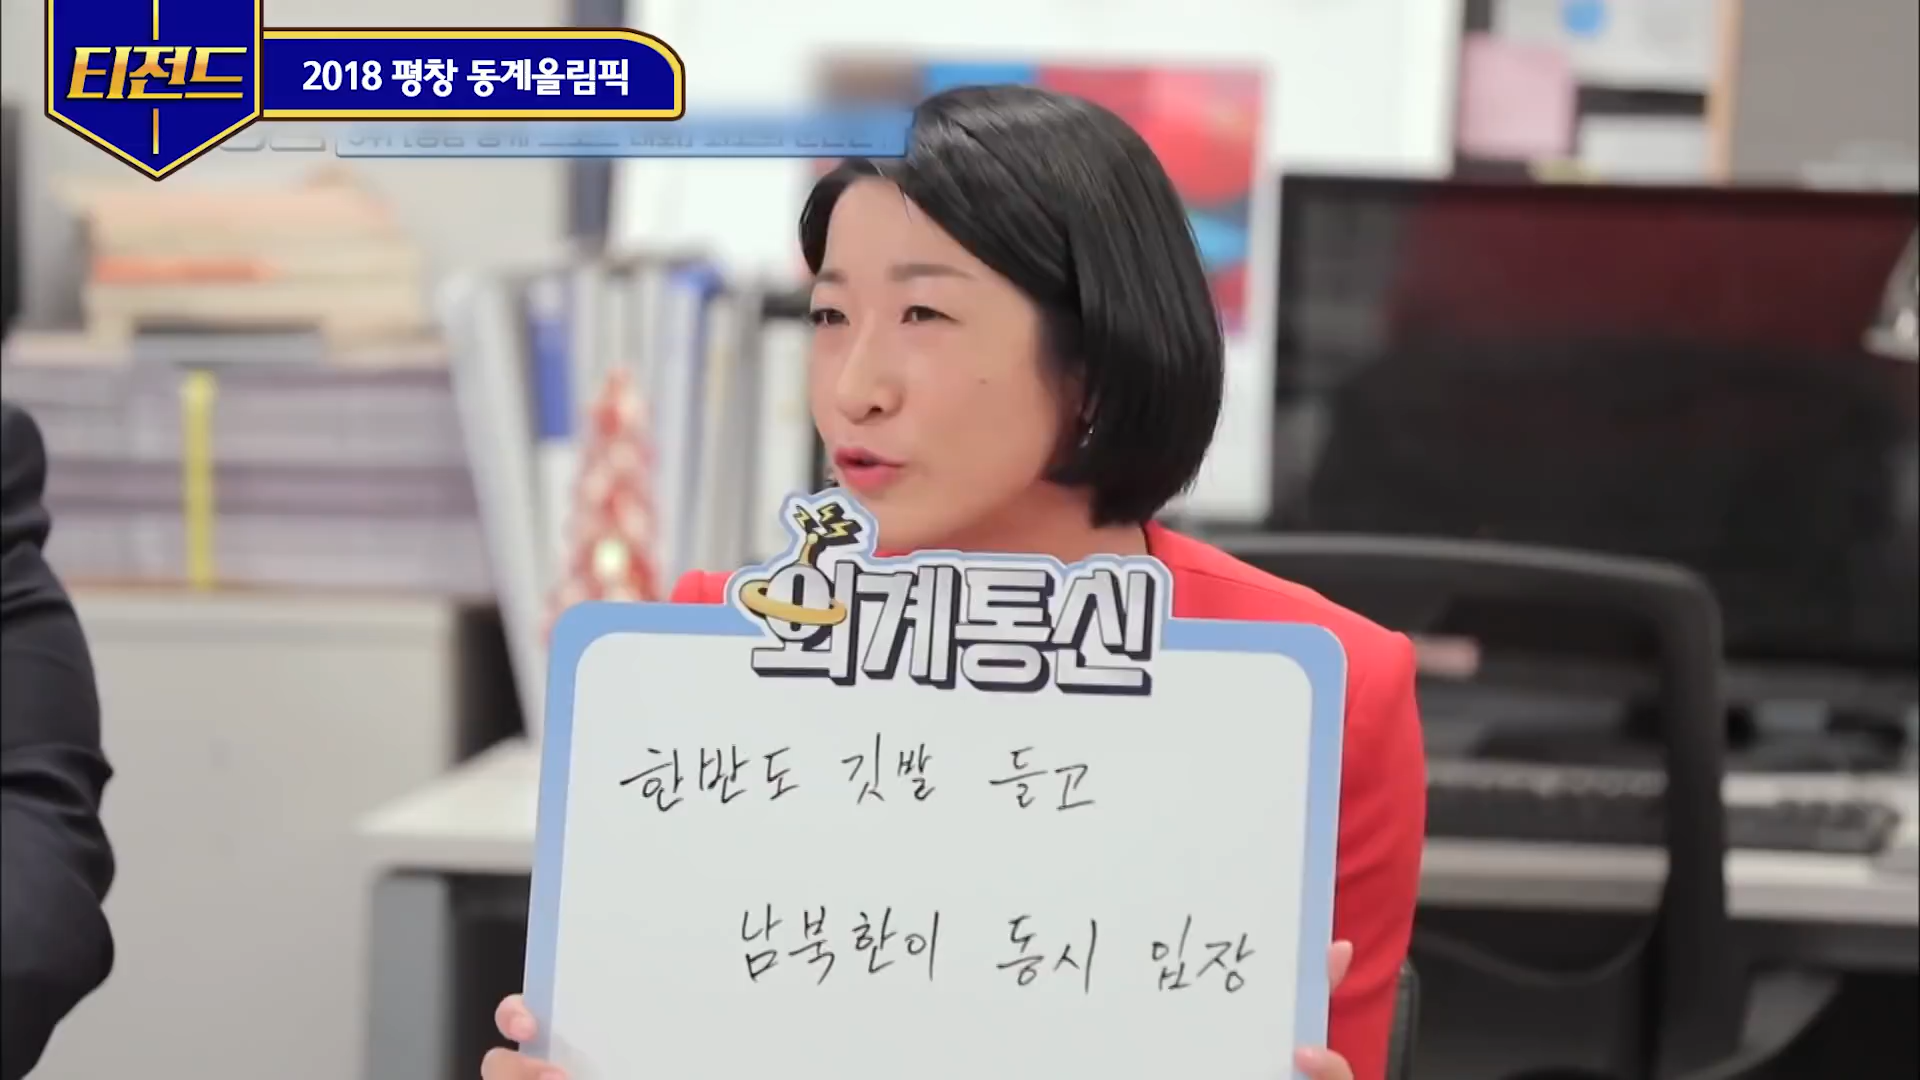 티전드
2018 평창 동계올림픽
외계통신
한반도 깃발 들고
남북한이 동시 입장